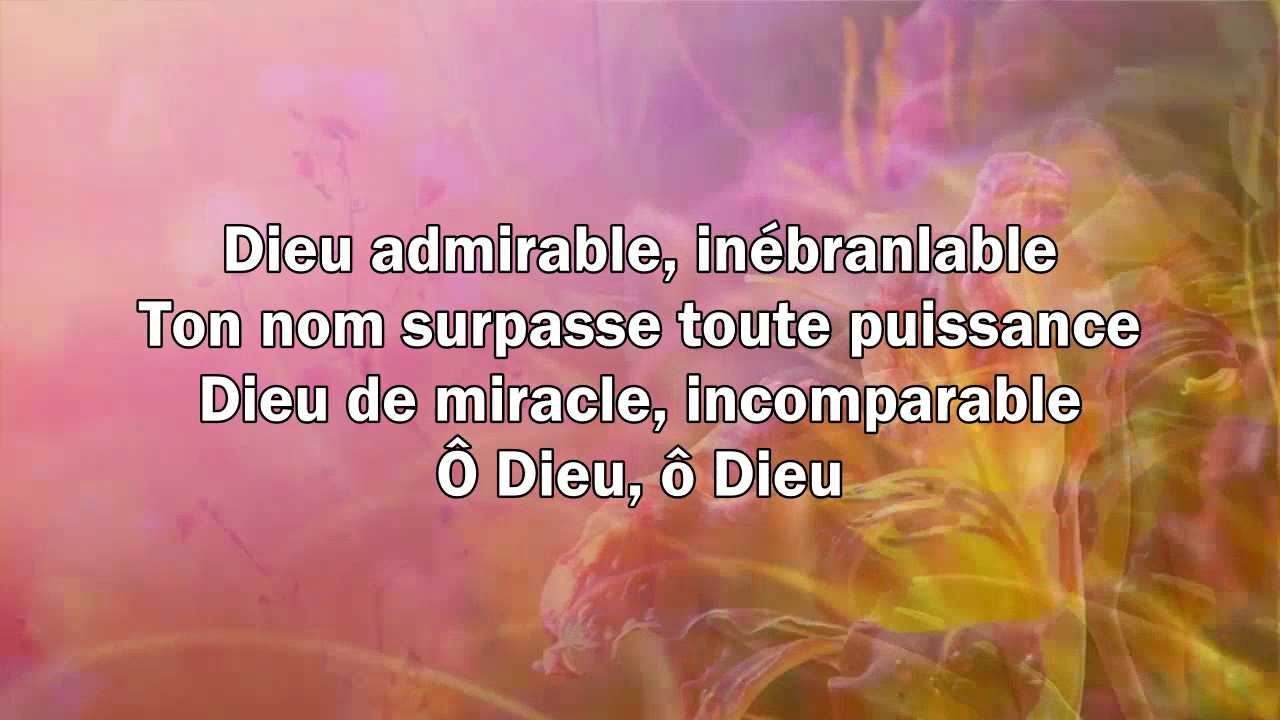 Dieu admirable, inébranlable
Ton nom surpasse toute puissance
Dieu de miracle, incomparable
Ô Dieu, ô Dieu